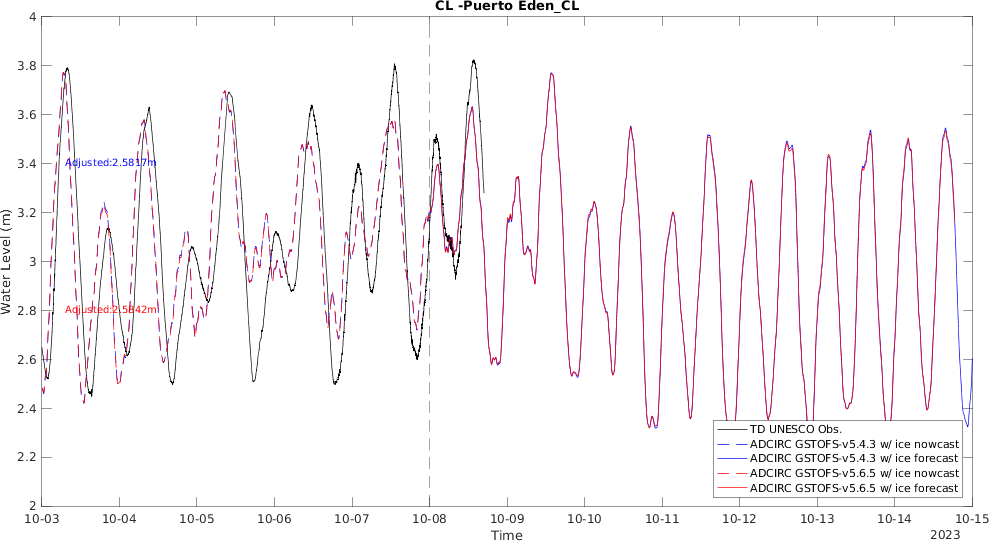 CL -Puerto Eden_CL
4
3.8
3.6
3.4
3.2
3
2.8
2.6
2.4
2.2
2
Water Level (m)
Adjusted:2.5817m
Adjusted:2.5842m
TD UNESCO Obs.
ADCIRC GSTOFS-v5.4.3 w/ ice nowcast
ADCIRC GSTOFS-v5.4.3 w/ ice forecast
ADCIRC GSTOFS-v5.6.5 w/ ice nowcast
ADCIRC GSTOFS-v5.6.5 w/ ice forecast
10-03 10-04 10-05 10-06 10-07 10-08 10-09 10-10 10-11 10-12 10-13 10-14 10-15
Time
2023